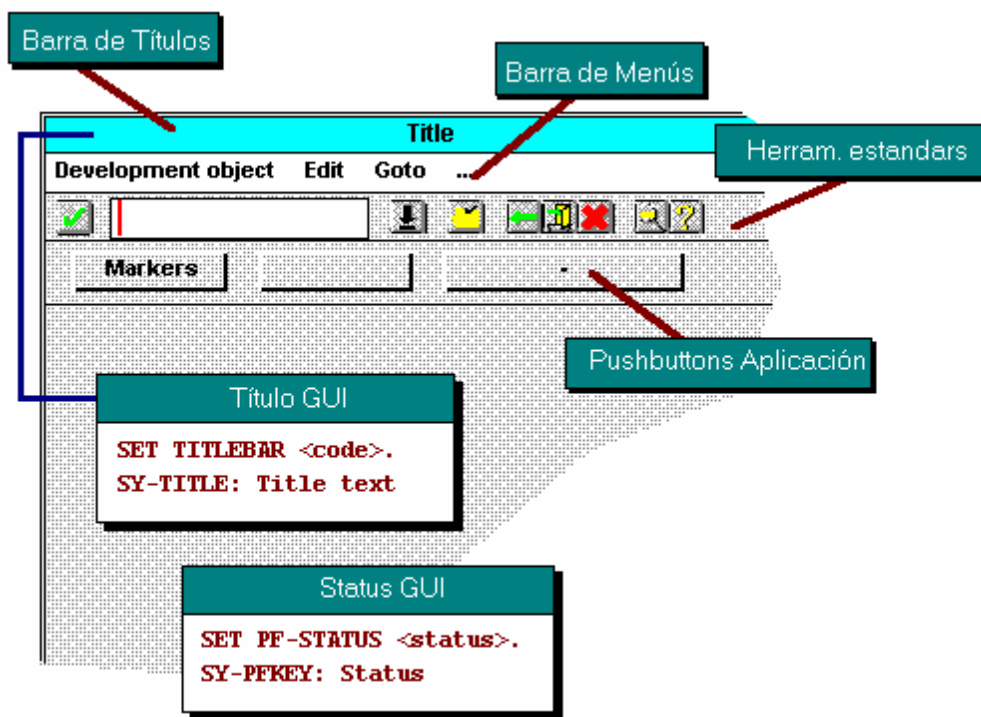 Barra de Títulos
Barra de Menús
Title
Herram. estandars
Development object Edit Goto ...
Markers
-
Pushbuttons Aplicación
Título GUI
SET TITLEBAR <code>.
SY-TITLE: Title text
Status GUI
SET PF-STATUS <status>.
SY-PFKEY: Status